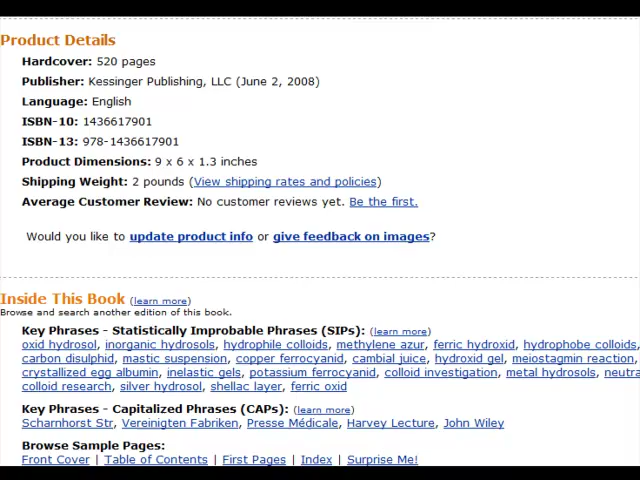 Product Details
Hardcover: 520 pages
Publisher: Kessinger Publishing, LLC (June 2, 2008)
Language: English
ISBN-10: 1436617901
ISBN-13: 978-1436617901
Product Dimensions: 9 x 6 x 1.3 inches
Shipping Weight: 2 pounds (View shipping rates and policies)
Average Customer Review: No customer reviews yet. Be the first.
Would you like to update product info or give feedback on images?
Inside This Book (learn more)
Browse and search another edition of this book.
Key Phrases - Statistically Improbable Phrases (SIPs): (learn more)
oxid hydrosol, inorganic hydrosols, hydrophile colloids, methylene azur, ferric hydroxid, hydrophobe colloids,
carbon disulphid, mastic suspension, copper ferrocyanid, cambial juice, hydroxid gel, meiostagmin reaction,
crystallized egg albumin, inelastic gels, potassium ferrocyanid, colloid investigation, metal hydrosols, neutra
colloid research, silver hydrosol, shellac layer, ferric oxid
Key Phrases - Capitalized Phrases (CAPs): (learn more)
Scharnhorst Str, Vereinigten Fabriken, Presse Médicale, Harvey Lecture, John Wiley
Browse Sample Pages:
Front Cover | Table of Contents | First Pages | Index | Surprise Me!